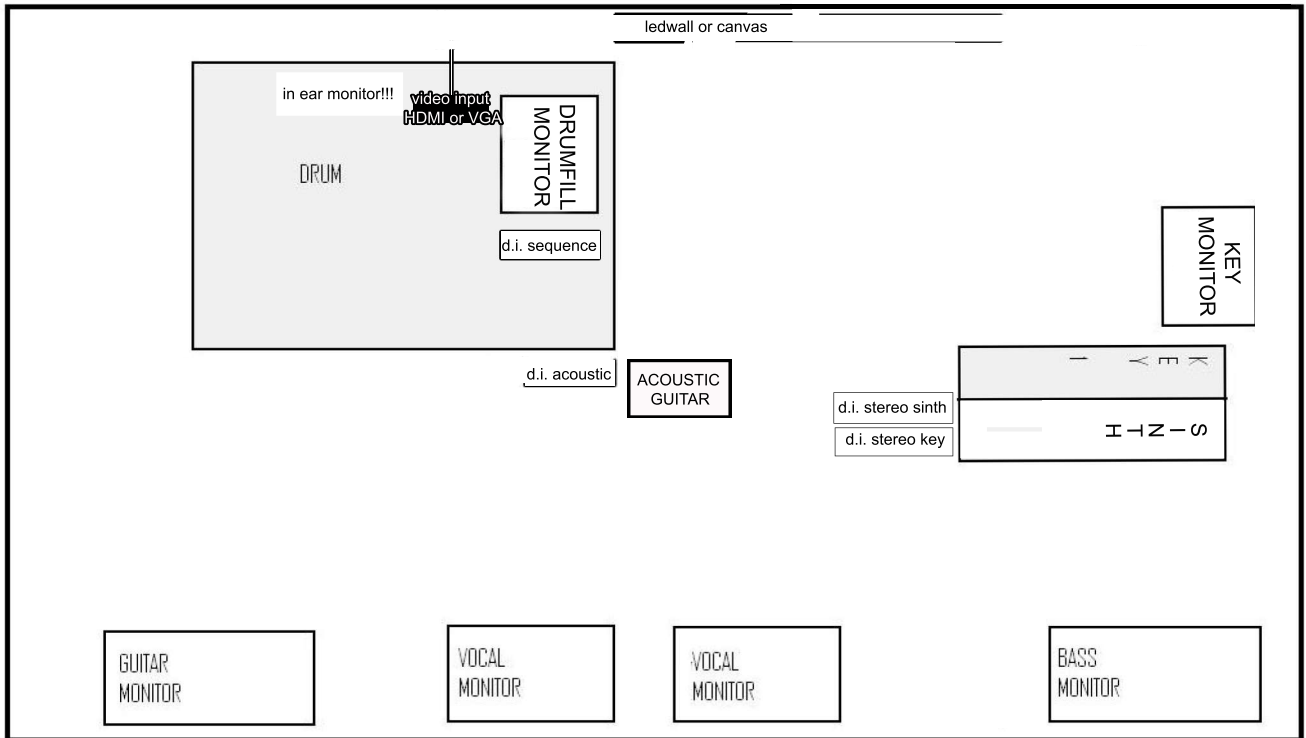 ledwall or canvas
in ear monitor!!!
video input
HDMI or VGA
DRUMFILL
MONITOR
DRUM
d.i. sequence
KEY
MONITOR
d.i. acoustic
ACOUSTIC
GUITAR
KEY 1
d.i. stereo sinth
SINTH
d.i. stereo key
GUITAR
MONITOR
VOCAL
MONITOR
VOCAL
MONITOR
BASS
MONITOR